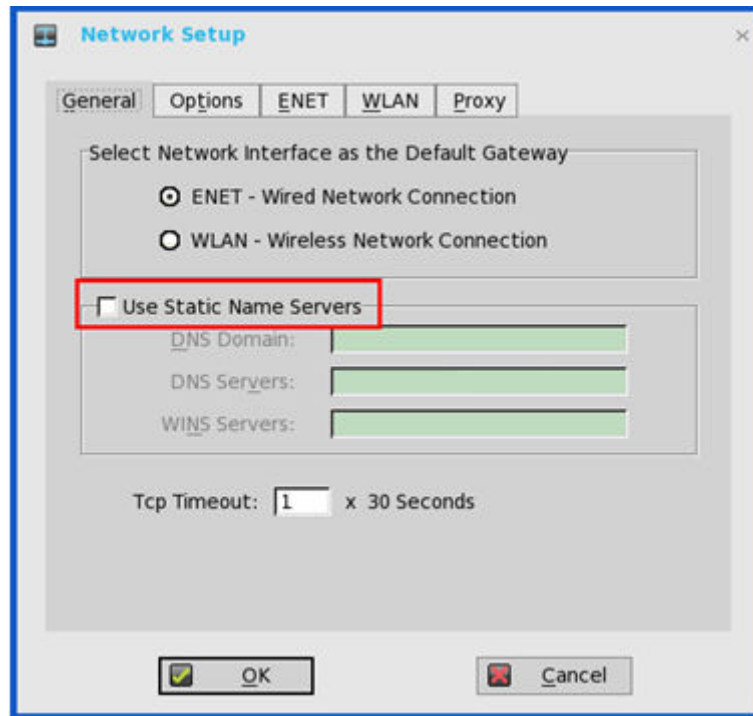 Network Setup
General Options ENET WLAN Proxy
Select Network Interface as the Default Gateway
ENET - Wired Network Connection
WLAN - Wireless Network Connection
Use Static Name Servers
DNS Domain:
DNS Servers:
WINS Servers:
Tcp Timeout: 1 x 30 Seconds
OK Cancel